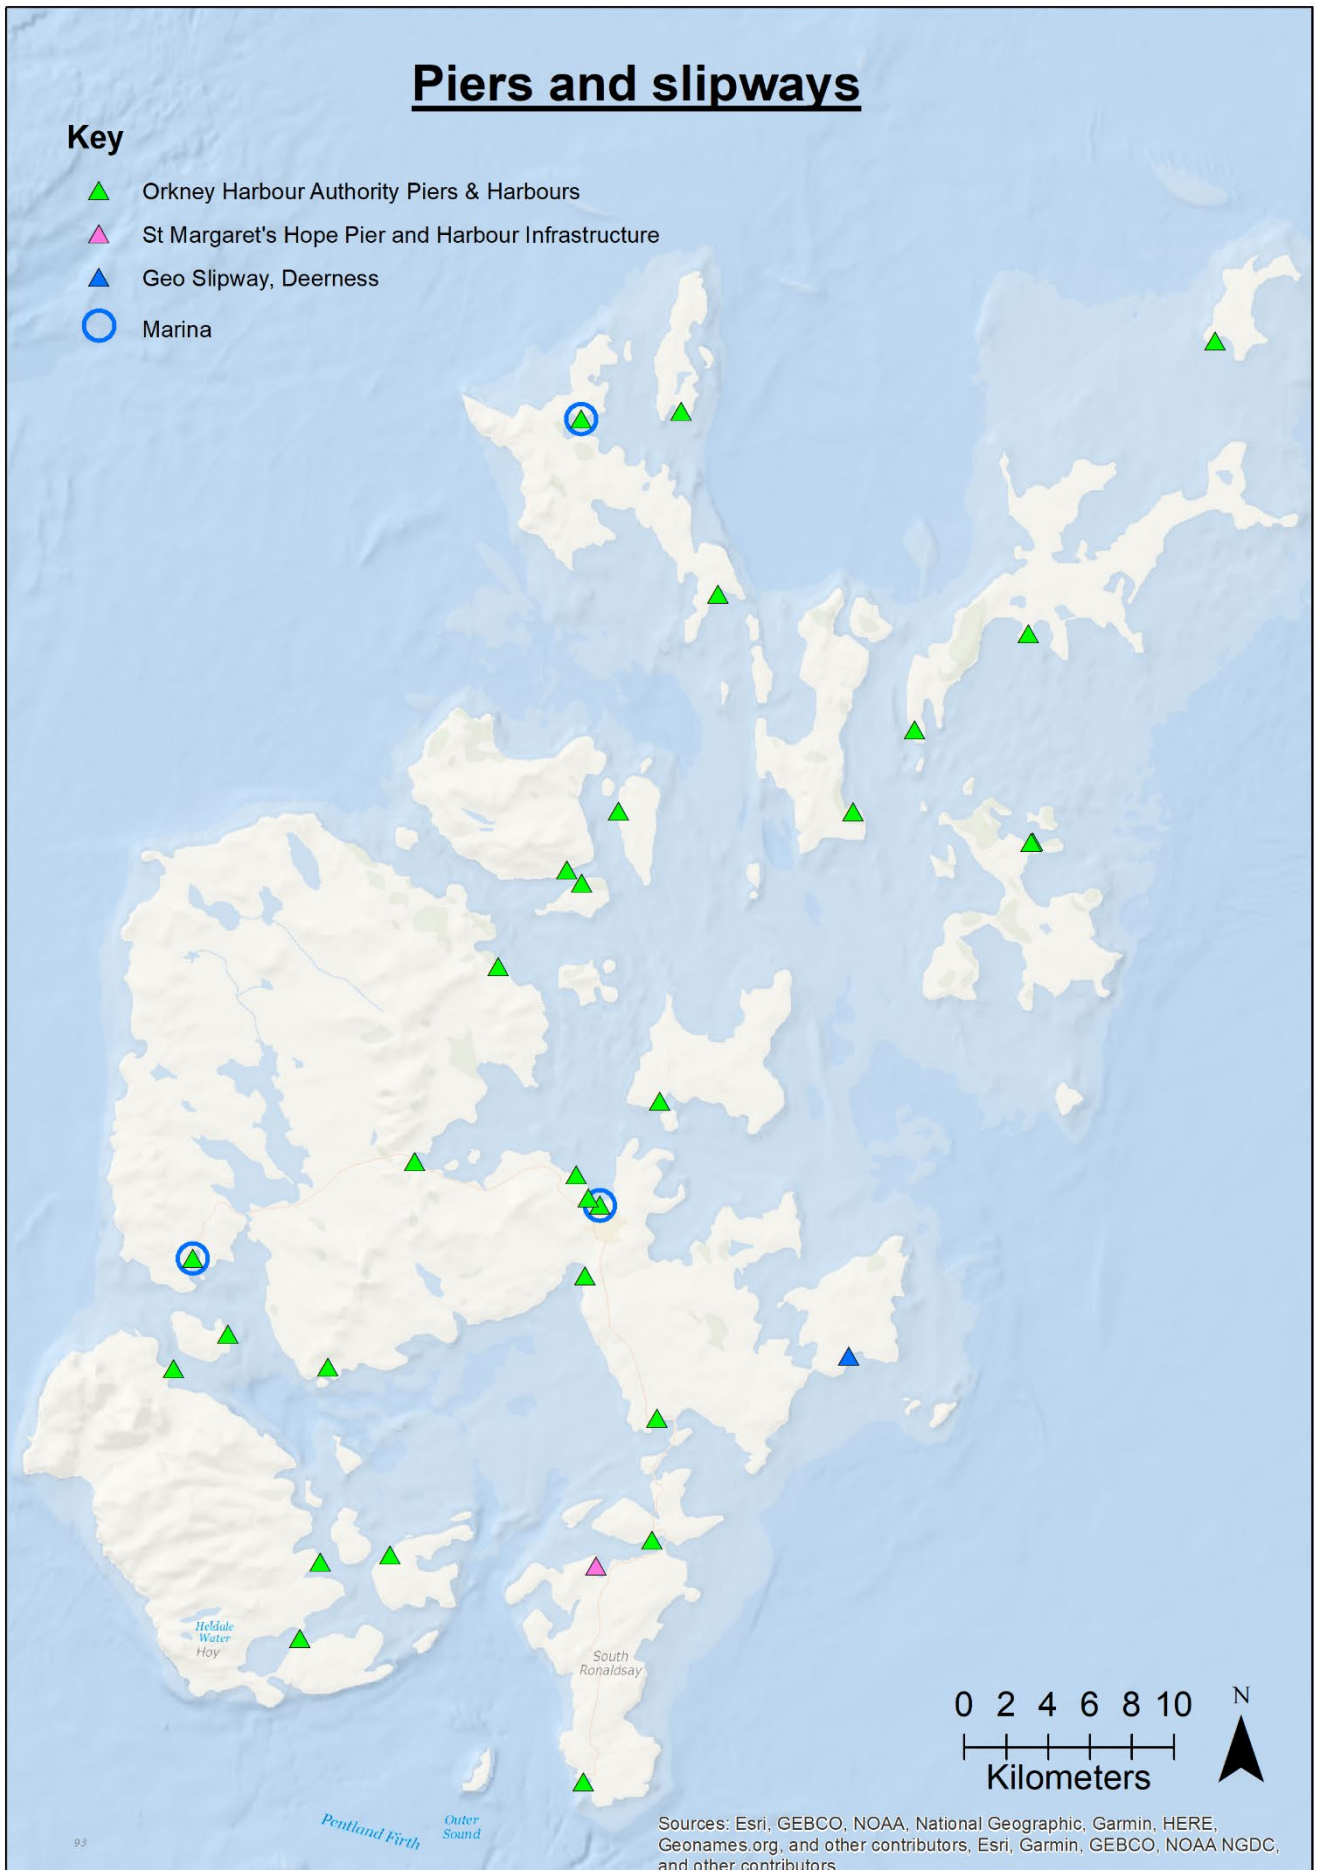 Piers and slipways
Key
Orkney Harbour Authority Piers & Harbours
St Margaret's Hope Pier and Harbour Infrastructure
Geo Slipway, Deerness
Marina
Heldule
Water
Hoy
South
Ronaldsay
0 2 4 6 8 10
Kilometers
N
Pentland Firth
Outer
Sound
93
Sources: Esri, GEBCO, NOAA, National Geographic, Garmin, HERE,
Geonames.org, and other contributors, Esri, Garmin, GEBCO, NOAA NGDC,
and other contributors